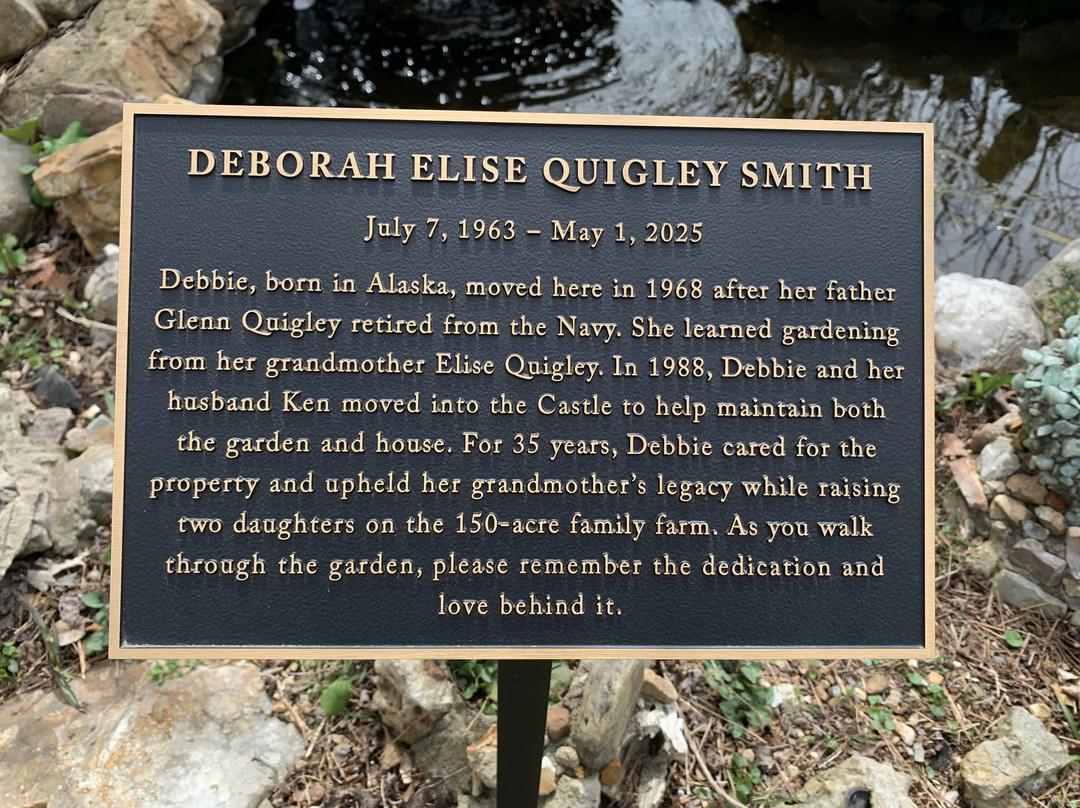 DEBORAH ELISE QUIGLEY SMITH
July 7, 1963 – May 1, 2025
Debbie, born in Alaska, moved here in 1968 after her father
Glenn Quigley retired from the Navy. She learned gardening
from her grandmother Elise Quigley. In 1988, Debbie and her
husband Ken moved into the Castle to help maintain both
the garden and house. For 35 years, Debbie cared for the
property and upheld her grandmother's legacy while raising
two daughters on the 150-acre family farm. As you walk
through the garden, please remember the dedication and
love behind it.